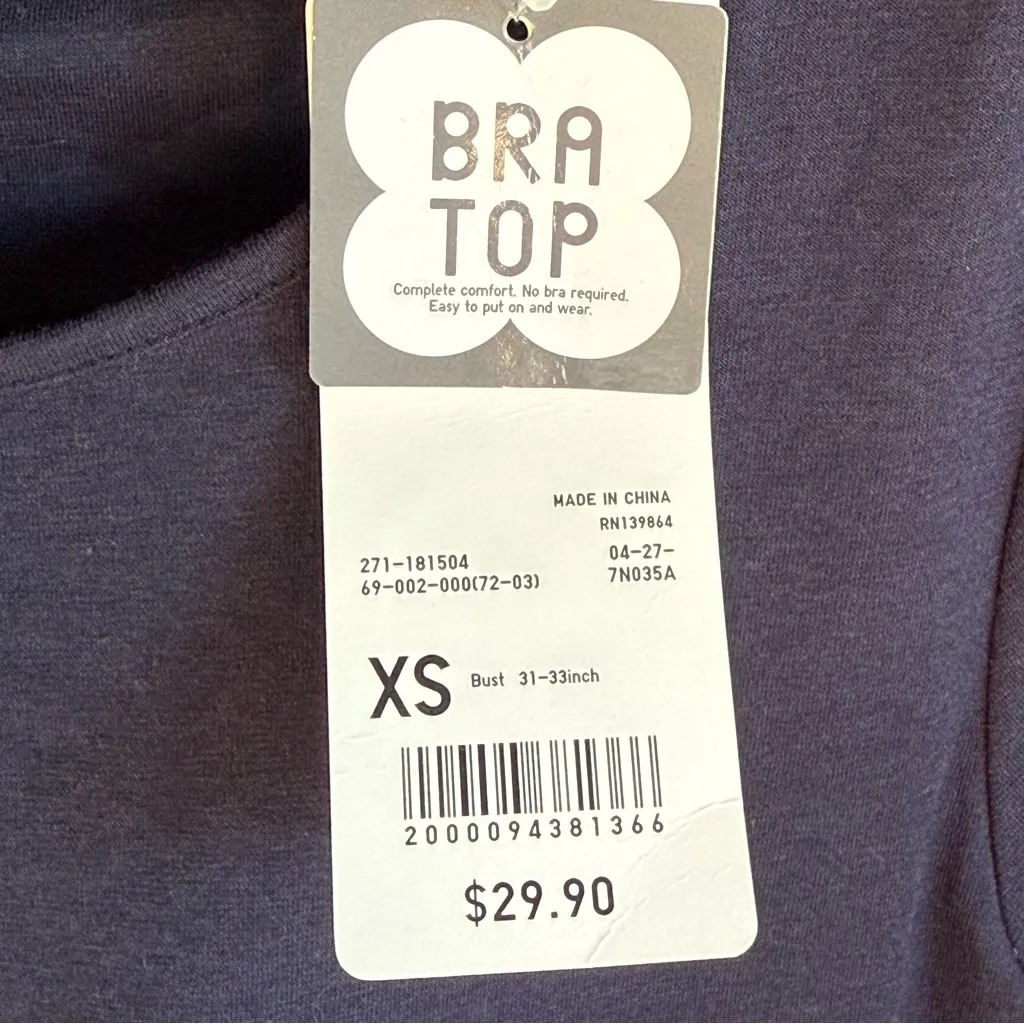 BRA
TOP
Complete comfort. No bra required.
Easy to put on and wear.
MADE IN CHINA
RN139864
271-181504 04-27-
69-002-000(72-03) 7N035A
XS Bust 31-33inch
2000094381366
$29.90